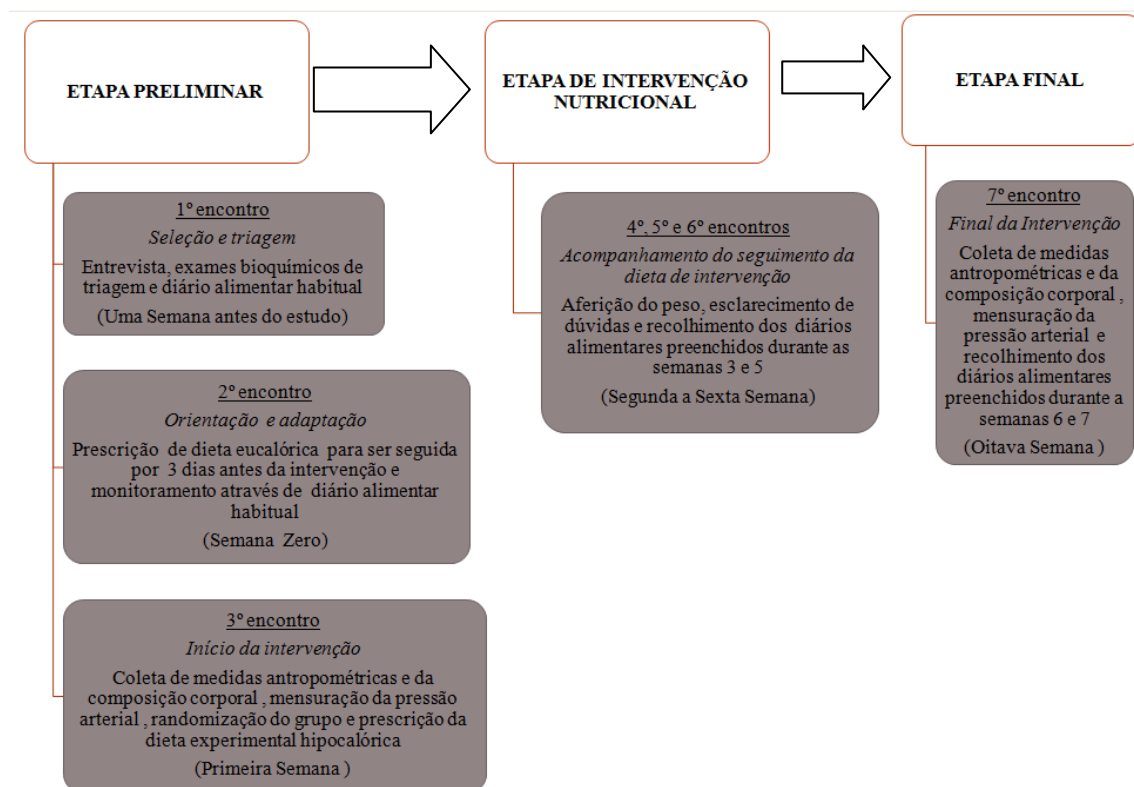 ETAPA PRELIMINAR
1º encontro
Seleção e triagem
Entrevista, exames bioquímicos de
triagem e diário alimentar habitual
(Uma Semana antes do estudo)
2º encontro
Orientação e adaptação
Prescrição de dieta eucalórica para ser seguida
por 3 dias antes da intervenção e
monitoramento através de diário alimentar
habitual
(Semana Zero)
3º encontro
Início da intervenção
Coleta de medidas antropométricas e da
composição corporal , mensuração da pressão
arterial , randomização do grupo e prescrição da
dieta experimental hipocalórica
(Primeira Semana )
ETAPA DE INTERVENÇÃO
NUTRICIONAL
4º, 5º e 6º encontros
Acompanhamento do seguimento da
dieta de intervenção
Aferição do peso, esclarecimento de
dúvidas e recolhimento dos diários
alimentares preenchidos durante as
semanas 3 e 5
(Segunda a Sexta Semana)
ETAPA FINAL
7º encontro
Final da Intervenção
Coleta de medidas
antropométricas e da
composição corporal ,
mensuração da
pressão arterial e
recolhimento dos
diários alimentares
preenchidos durante a
semanas 6 e 7
(Oitava Semana )